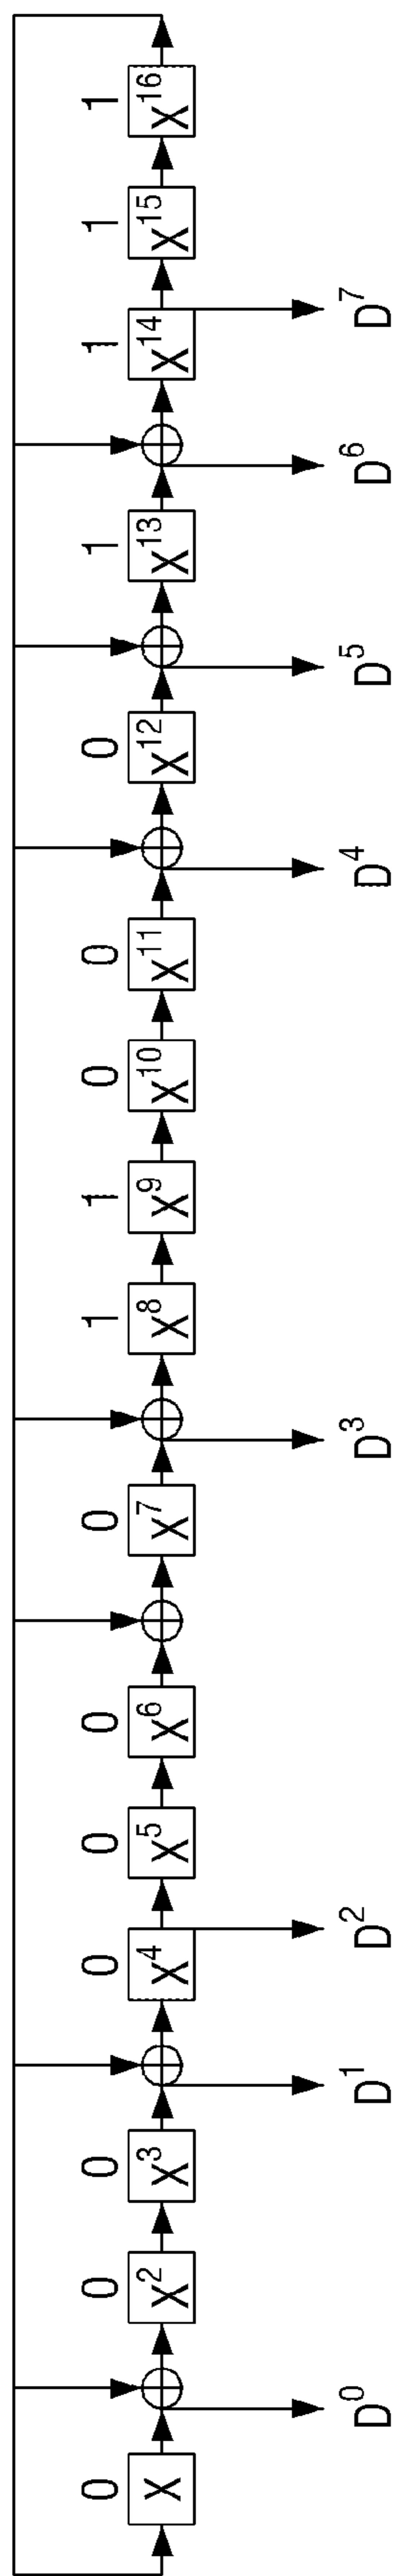 0 0 0 0 0 0 0 1 1 0 0 0 1 1 1 1
X X² X³ X⁴ X⁵ X⁶ X⁷ X⁸ X⁹ X¹⁰ X¹¹ X¹² X¹³ X¹⁴ X¹⁵ X¹⁶
D⁰ D¹ D² D³ D⁴ D⁵ D⁶ D⁷